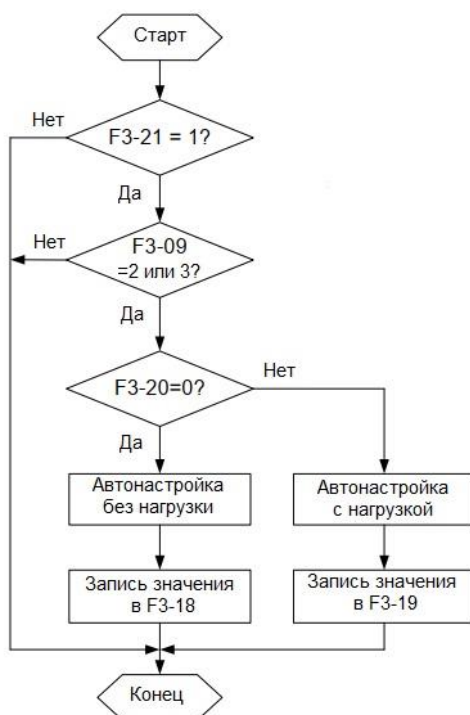 Старт
Нет
F3-21 = 1?
Да
Нет
F3-09
=2 или 3?
Да
F3-20=0?
Нет
Да
Автонастройка
без нагрузки
Автонастройка
с нагрузкой
Запись значения
в F3-18
Запись значения
в F3-19
Конец